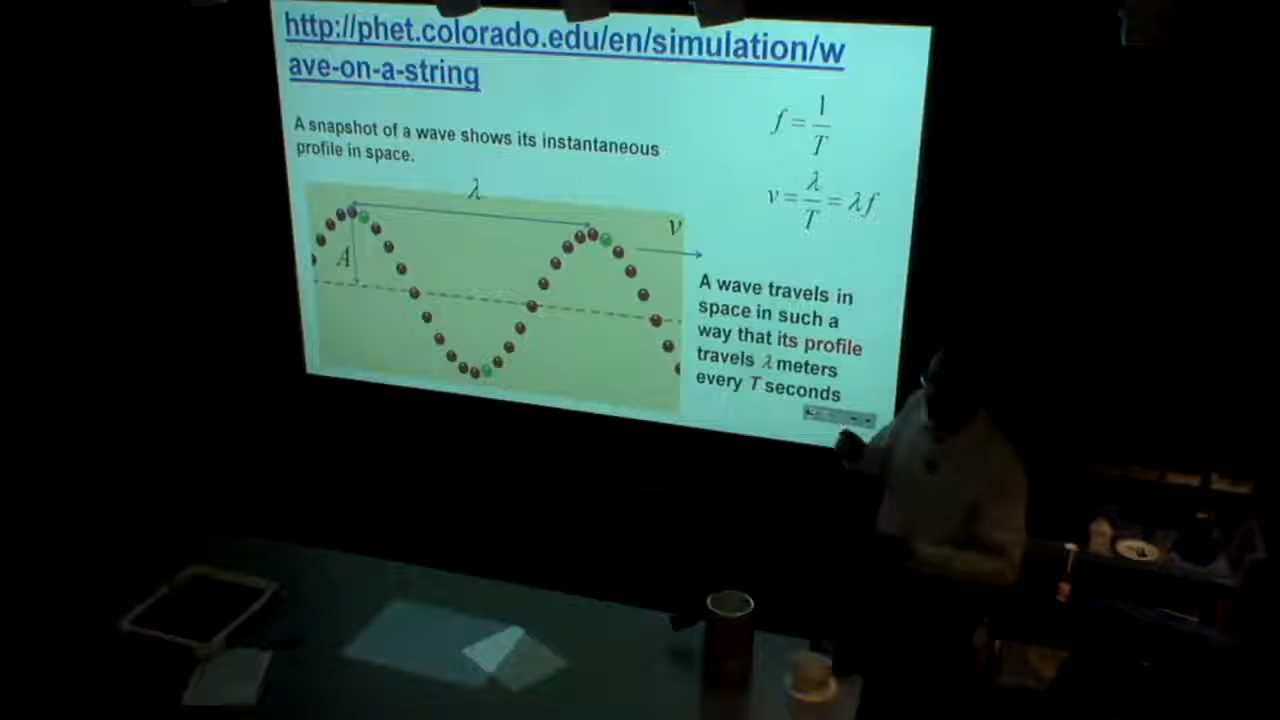 http://phet.colorado.edu/en/simulation/w
ave-on-a-string
A snapshot of a wave shows its instantaneous
profile in space.
f = 1/T
v = λ/T = λf
λ
v
A
A wave travels in
space in such a
way that its profile
travels λ meters
every T seconds